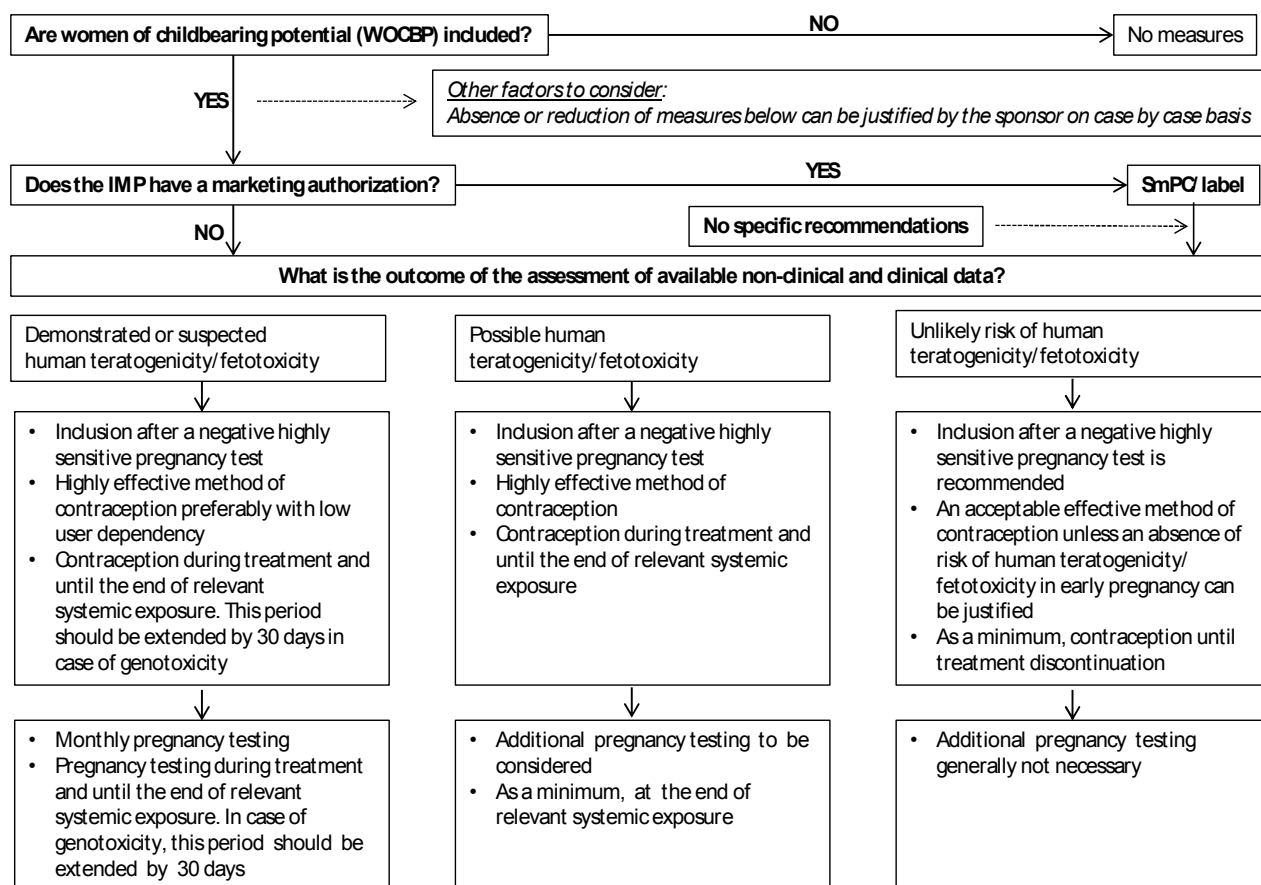 Are women of childbearing potential (WOCBP) included?
NO
No measures
YES
Other factors to consider:
Absence or reduction of measures below can be justified by the sponsor on case by case basis
Does the IMP have a marketing authorization?
YES
SmPC/ label
NO
No specific recommendations
What is the outcome of the assessment of available non-clinical and clinical data?
Demonstrated or suspected
human teratogenicity/fetotoxicity
Possible human
teratogenicity/fetotoxicity
Unlikely risk of human
teratogenicity/fetotoxicity
• Inclusion after a negative highly
sensitive pregnancy test
• Highly effective method of
contraception preferably with low
user dependency
• Contraception during treatment and
until the end of relevant
systemic exposure. This period
should be extended by 30 days in
case of genotoxicity
• Inclusion after a negative highly
sensitive pregnancy test
• Highly effective method of
contraception
• Contraception during treatment and
until the end of relevant systemic
exposure
• Inclusion after a negative highly
sensitive pregnancy test is
recommended
• An acceptable effective method of
contraception unless an absence of
risk of human teratogenicity/
fetotoxicity in early pregnancy can
be justified
• As a minimum, contraception until
treatment discontinuation
• Monthly pregnancy testing
• Pregnancy testing during treatment
and until the end of relevant
systemic exposure. In case of
genotoxicity, this period should be
extended by 30 days
• Additional pregnancy testing to be
considered
• As a minimum, at the end of
relevant systemic exposure
• Additional pregnancy testing
generally not necessary